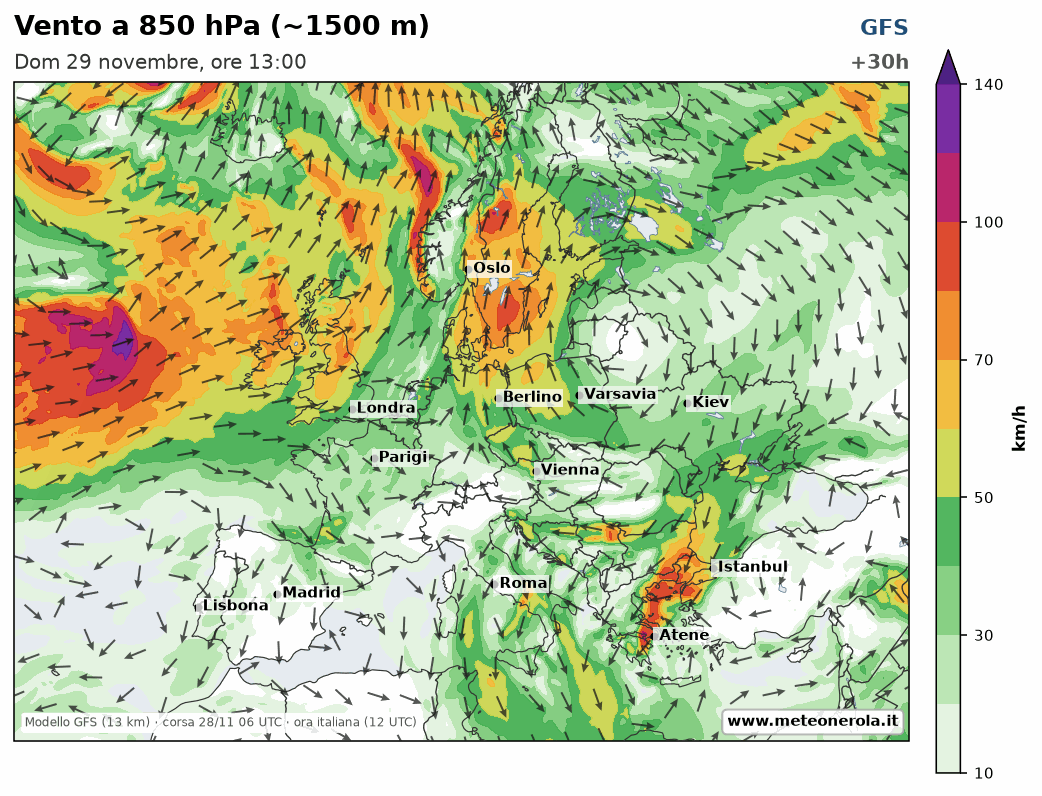 Vento a 850 hPa (~1500 m)
GFS
Dom 29 novembre, ore 13:00
+30h
140
100
70
50
30
10
km/h
Oslo
Berlino
Varsavia
Kiev
Londra
Parigi
Vienna
Istanbul
Roma
Madrid
Lisbona
Atene
Modello GFS (13 km) · corsa 28/11 06 UTC · ora italiana (12 UTC)
www.meteonerola.it